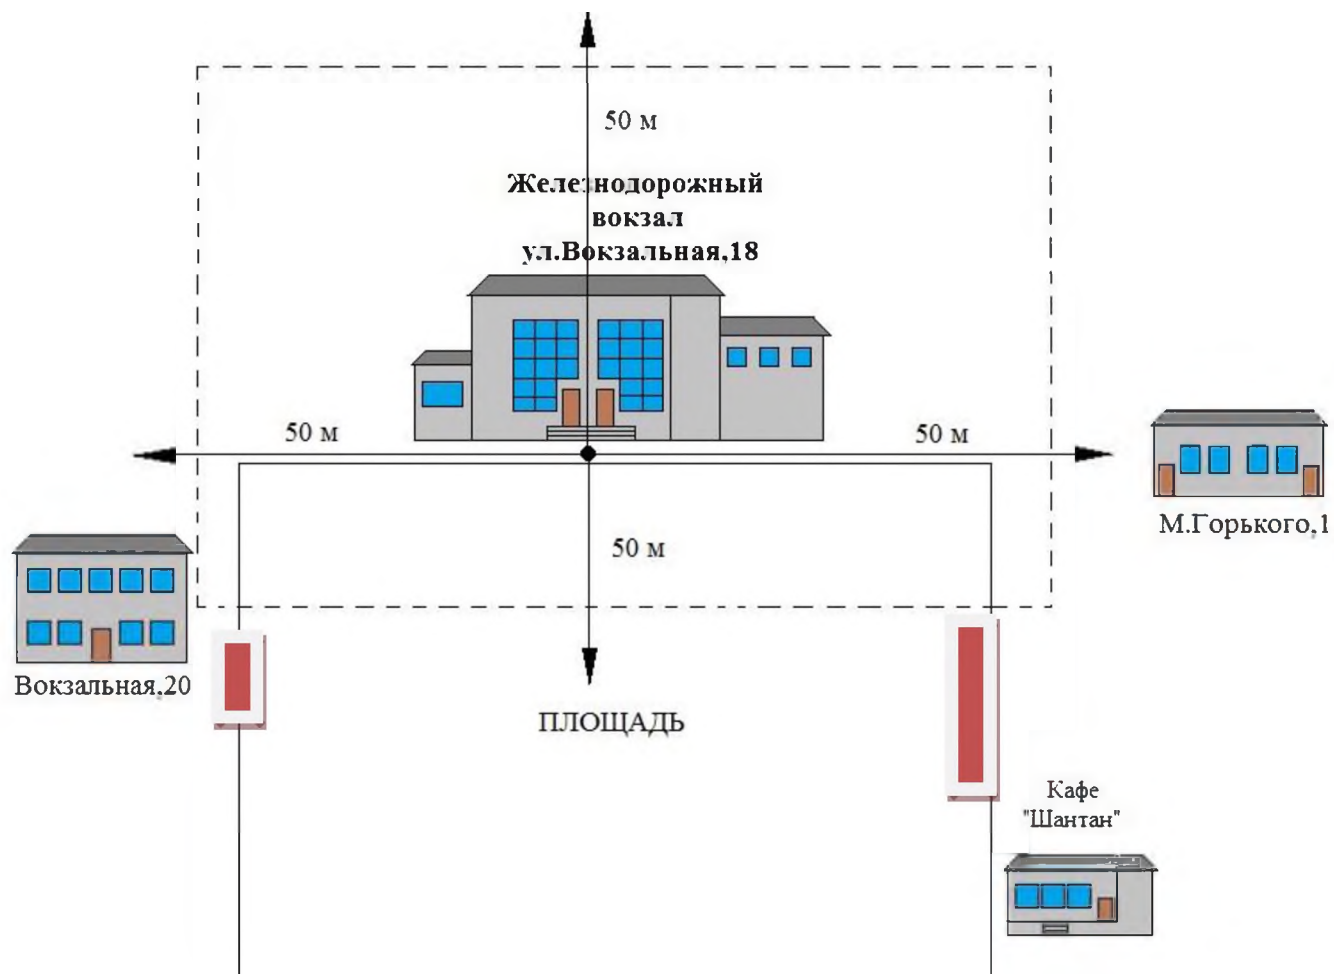 50 м
Железнодорожный
вокзал
ул.Вокзальная,18
50 м
50 м
М.Горького,1
50 м
Вокзальная,20
ПЛОЩАДЬ
Кафе
"Шантан"